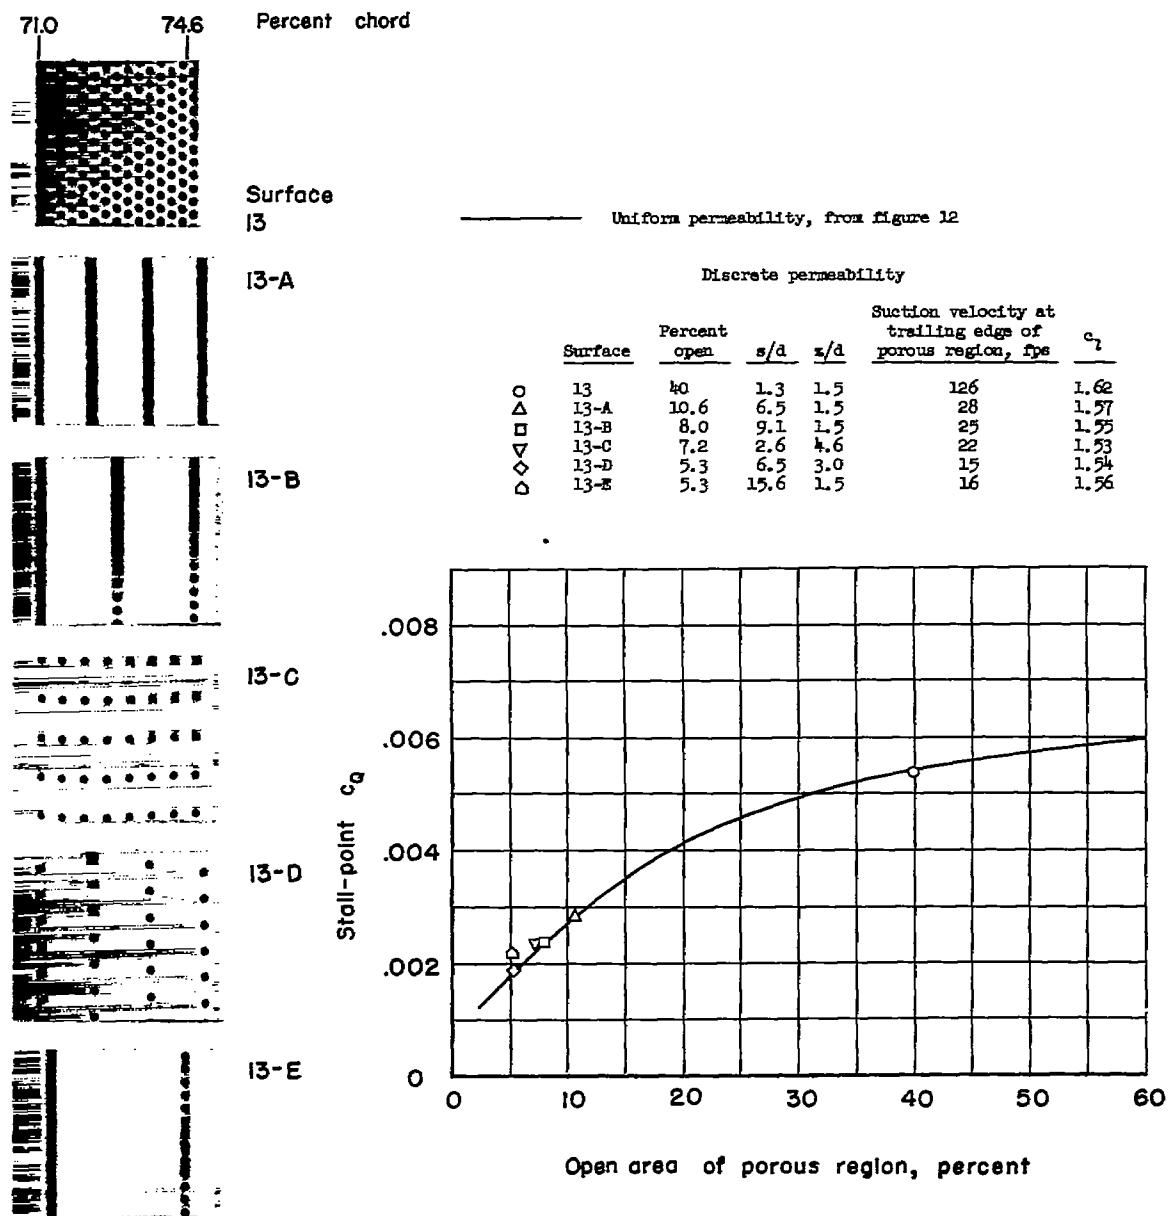 71.0 74.6 Percent chord
Surface
13
13-A
13-B
13-C
13-D
13-E
Uniform permeability, from figure 12
Discrete permeability
Surface Percent open s/d z/d Suction velocity at trailing edge of porous region, fps c_l
13 40 1.3 1.5 126 1.62
13-A 10.6 6.5 1.5 28 1.57
13-B 8.0 9.1 1.5 25 1.55
13-C 7.2 2.6 4.6 22 1.53
13-D 5.3 6.5 3.0 15 1.54
13-E 5.3 15.6 1.5 16 1.56
Stall-point c_Q
.008
.006
.004
.002
0
0 10 20 30 40 50 60
Open area of porous region, percent